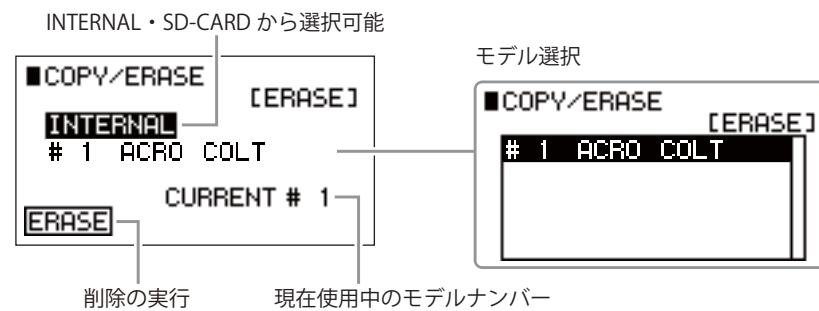 INTERNAL・SD-CARD から選択可能
■COPY/ERASE
[ERASE]
INTERNAL
# 1 ACRO COLT
CURRENT # 1
ERASE
削除の実行
現在使用中のモデルナンバー
モデル選択
■COPY/ERASE
[ERASE]
# 1 ACRO COLT